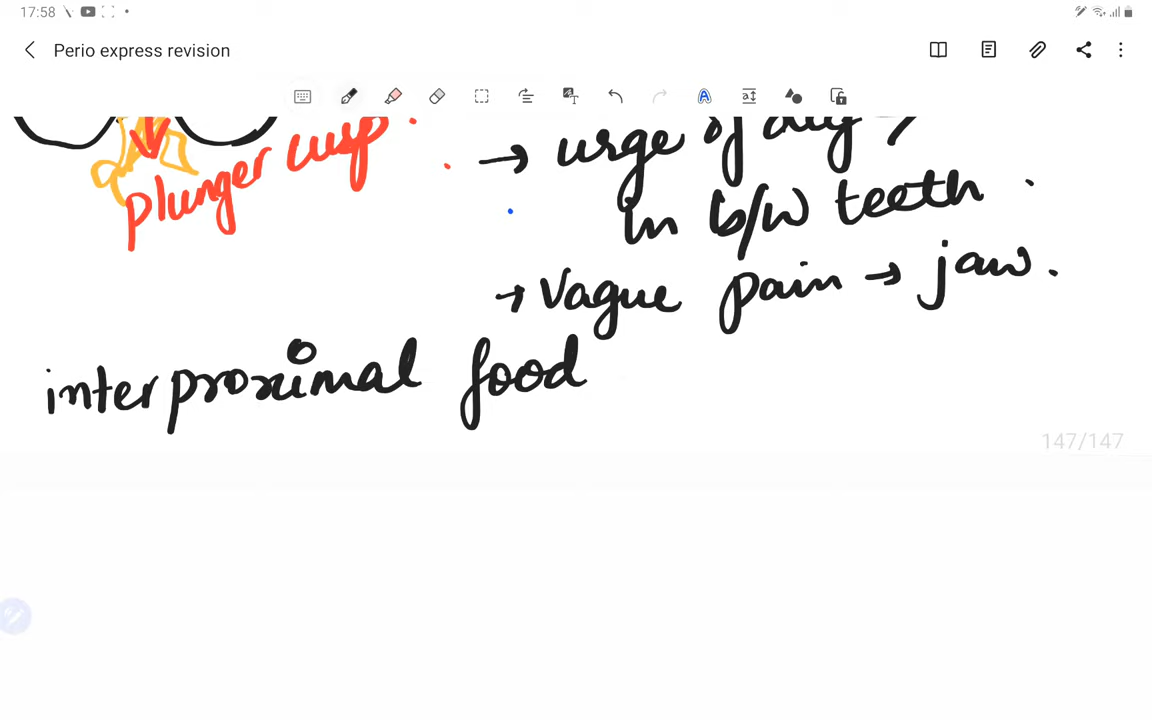 17:58
Perio express revision
plunger cusp.
→ urge of
in b/w teeth.
→ Vague pain → jaw.
interproximal food
147/147